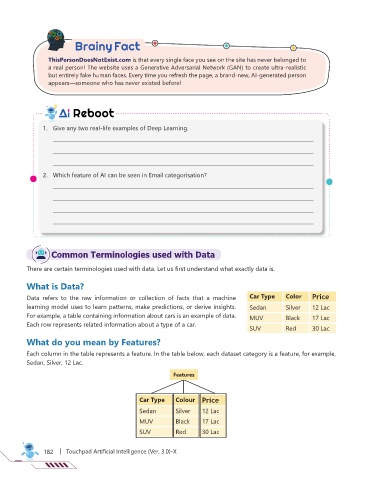 Brainy Fact
ThisPersonDoesNotExist.com is that every single face you see on the site has never belonged to
a real person! The website uses a Generative Adversarial Network (GAN) to create ultra-realistic
but entirely fake human faces. Every time you refresh the page, a brand-new, AI-generated person
appears—someone who has never existed before!
AI Reboot
1. Give any two real-life examples of Deep Learning.
2. Which feature of AI can be seen in Email categorisation?
Common Terminologies used with Data
There are certain terminologies used with data. Let us first understand what exactly data is.
What is Data?
Data refers to the raw information or collection of facts that a machine
learning model uses to learn patterns, make predictions, or derive insights.
For example, a table containing information about cars is an example of data.
Each row represents related information about a type of a car.
Car Type Color Price
Sedan Silver 12 Lac
MUV Black 17 Lac
SUV Red 30 Lac
What do you mean by Features?
Each column in the table represents a feature. In the table below, each dataset category is a feature, for example,
Sedan, Silver, 12 Lac.
Features
Car Type Colour Price
Sedan Silver 12 Lac
MUV Black 17 Lac
SUV Red 30 Lac
182 | Touchpad Artificial Intelligence (Ver. 3.0)-X